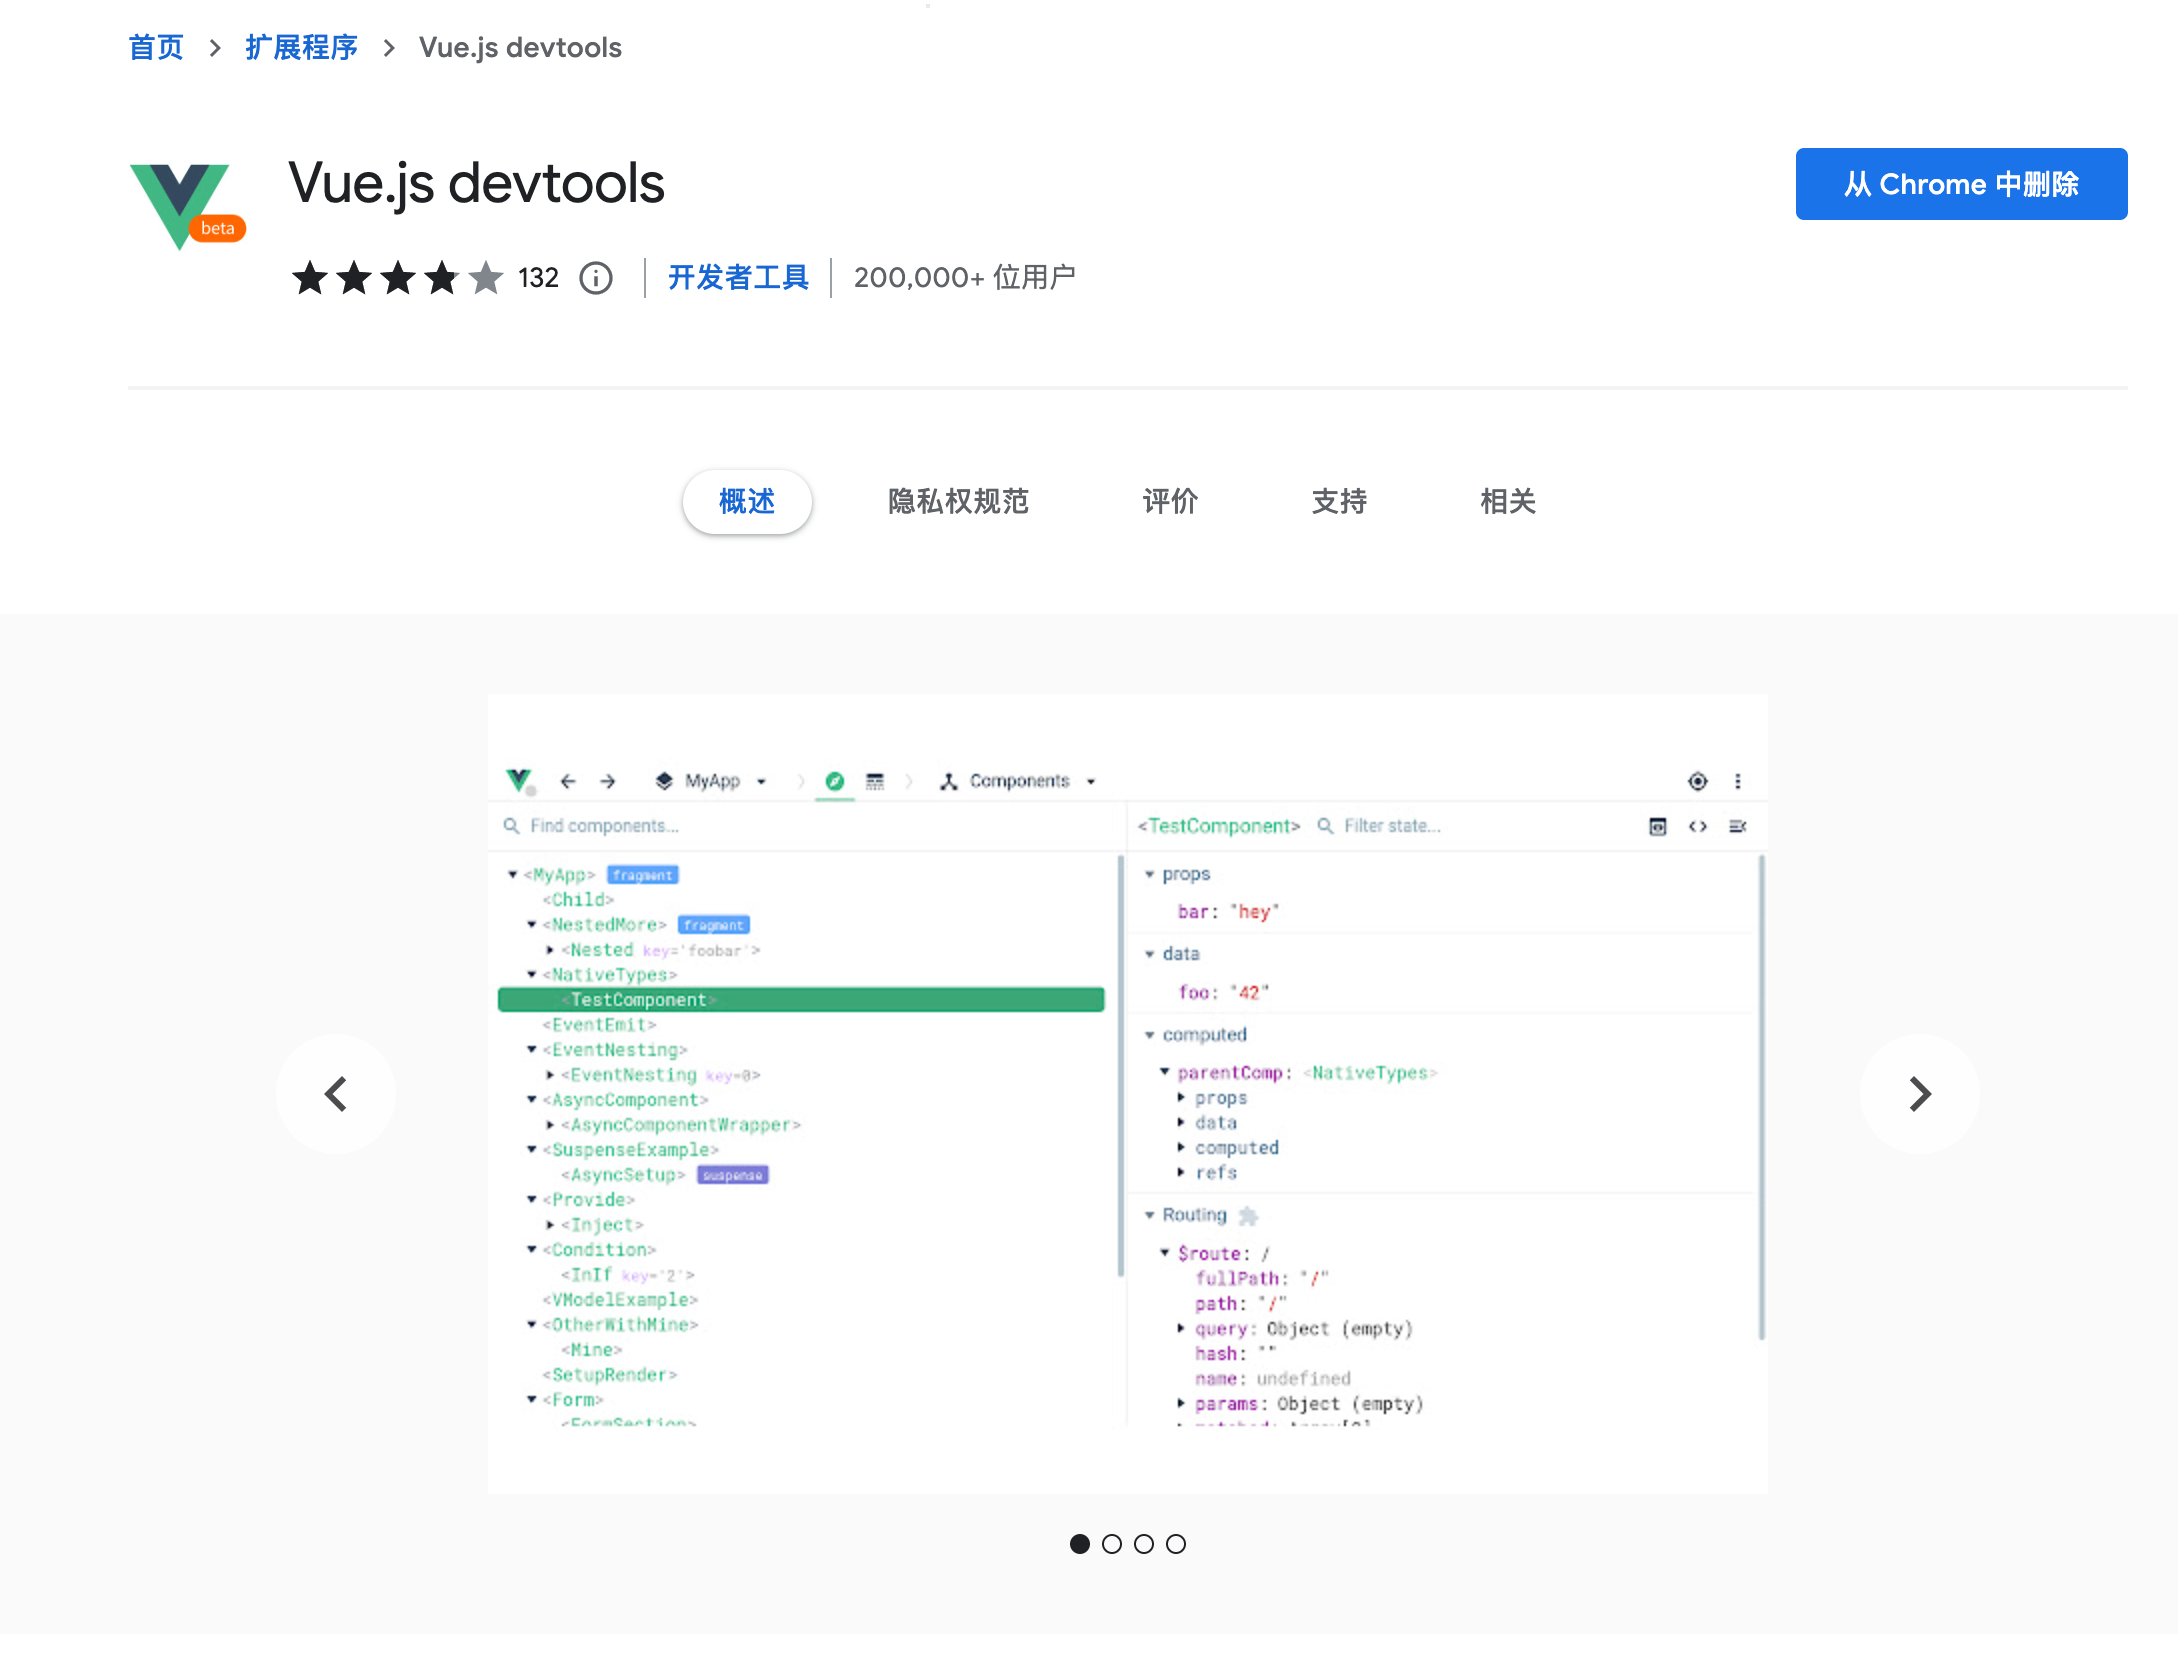 首页 > 扩展程序 > Vue.js devtools
Vue.js devtools
beta
从 Chrome 中删除
132
开发者工具
200,000+ 位用户
概述
隐私权规范
评价
支持
相关
MyApp
Components
Find components...
<MyApp> fragment
<Child>
<NestedMore> fragment
<Nested key='foobar'>
<NativeTypes>
<TestComponent>
<EventEmit>
<EventNesting>
<EventNesting key=0>
<AsyncComponent>
<AsyncComponentWrapper>
<SuspenseExample>
<AsyncSetup> suspense
<Provide>
<Inject>
<Condition>
<InIf key='2'>
<VModelExample>
<OtherWithMine>
<Mine>
<SetupRender>
<Form>
<FormSection>
<TestComponent>
Filter state...
props
bar: "hey"
data
foo: "42"
computed
parentComp: <NativeTypes>
props
data
computed
refs
Routing
$route: /
fullPath: "/"
path: "/"
query: Object (empty)
hash: ""
name: undefined
params: Object (empty)